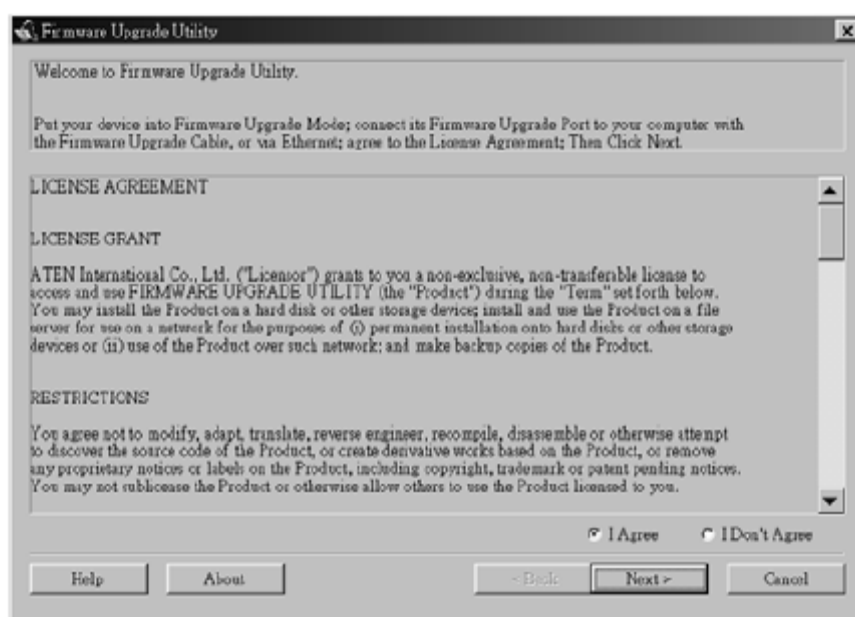 Firmware Upgrade Utility
Welcome to Firmware Upgrade Utility.
Put your device into Firmware Upgrade Mode; connect its Firmware Upgrade Port to your computer with
the Firmware Upgrade Cable, or via Ethernet; agree to the License Agreement; Then Click Next.
LICENSE AGREEMENT
LICENSE GRANT
ATEN International Co., Ltd. ("Licensor") grants to you a non-exclusive, non-transferable license to
access and use FIRMWARE UPGRADE UTILITY (the "Product") during the "Term" set forth below.
You may install the Product on a hard disk or other storage device; install and use the Product on a file
server for use on a network for the purposes of (i) permanent installation onto hard disks or other storage
devices or (ii) use of the Product over such network; and make backup copies of the Product.
RESTRICTIONS
You agree not to modify, adapt, translate, reverse engineer, recompile, disassemble or otherwise attempt
to discover the source code of the Product, or create derivative works based on the Product, or remove
any proprietary notices or labels on the Product, including copyright, trademark or patent pending notices.
You may not sublicense the Product or otherwise allow others to use the Product licensed to you.
I Agree
I Don't Agree
Help
About
< Back
Next >
Cancel